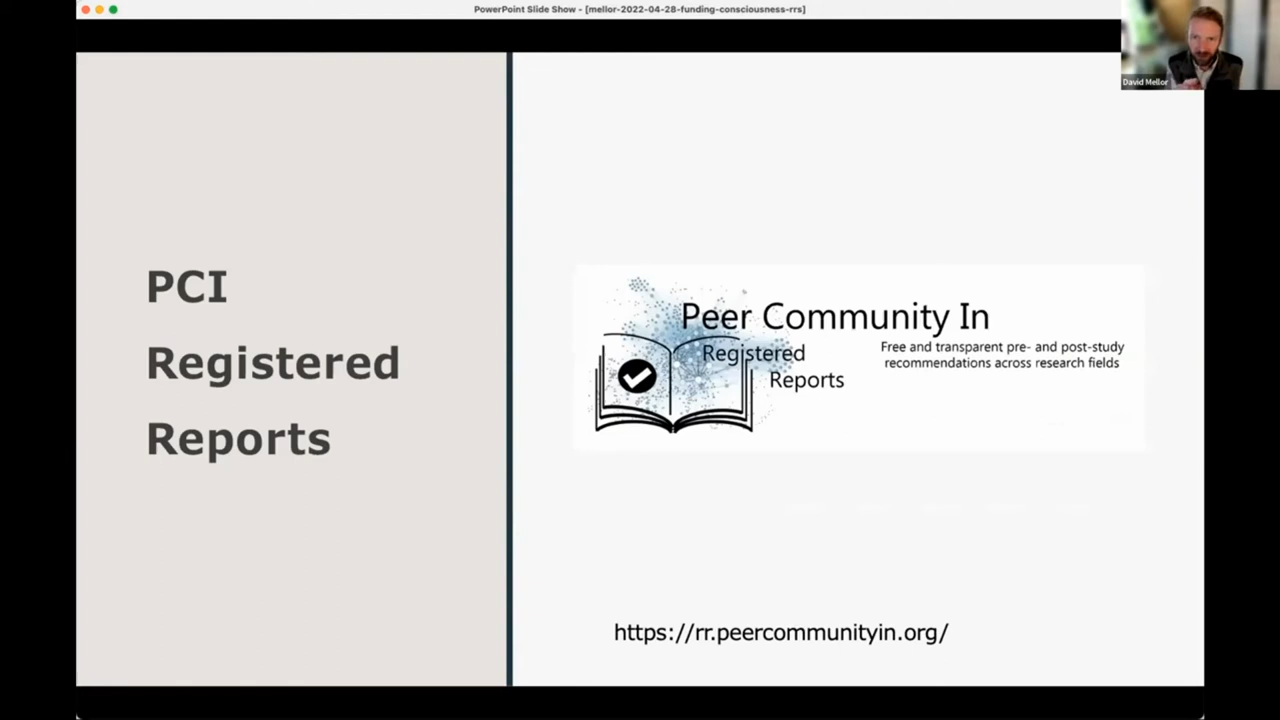 PowerPoint Slide Show - [mellor-2022-04-28-funding-consciousness-rrs]
David Mellor
PCI
Registered
Reports
Peer Community In
Registered
Reports
Free and transparent pre- and post-study
recommendations across research fields
https://rr.peercommunityin.org/